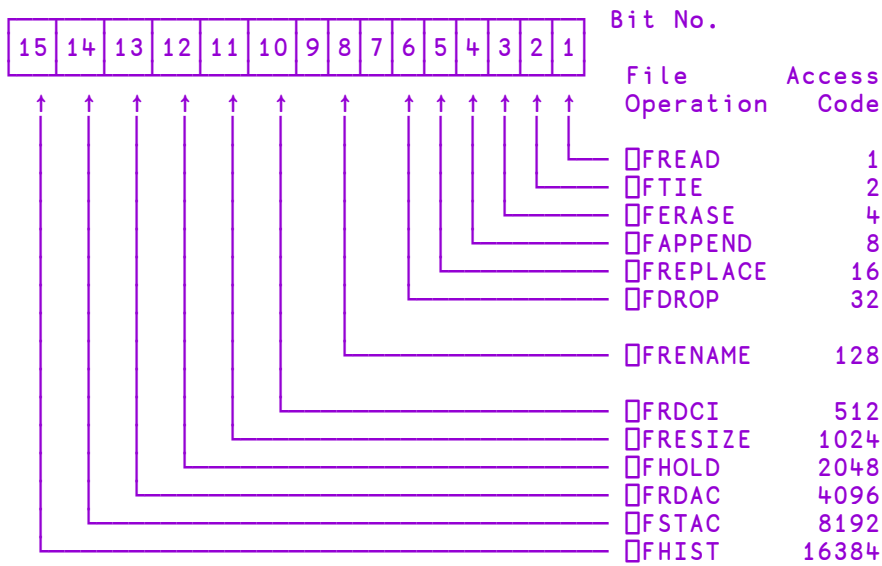 Bit No.
15 14 13 12 11 10 9 8 7 6 5 4 3 2 1
File Access
Operation Code
⎕FREAD 1
⎕FTIE 2
⎕FERASE 4
⎕FAPPEND 8
⎕FREPLACE 16
⎕FDROP 32
⎕FRENAME 128
⎕FRDCI 512
⎕FRESIZE 1024
⎕FHOLD 2048
⎕FRDAC 4096
⎕FSTAC 8192
⎕FHIST 16384